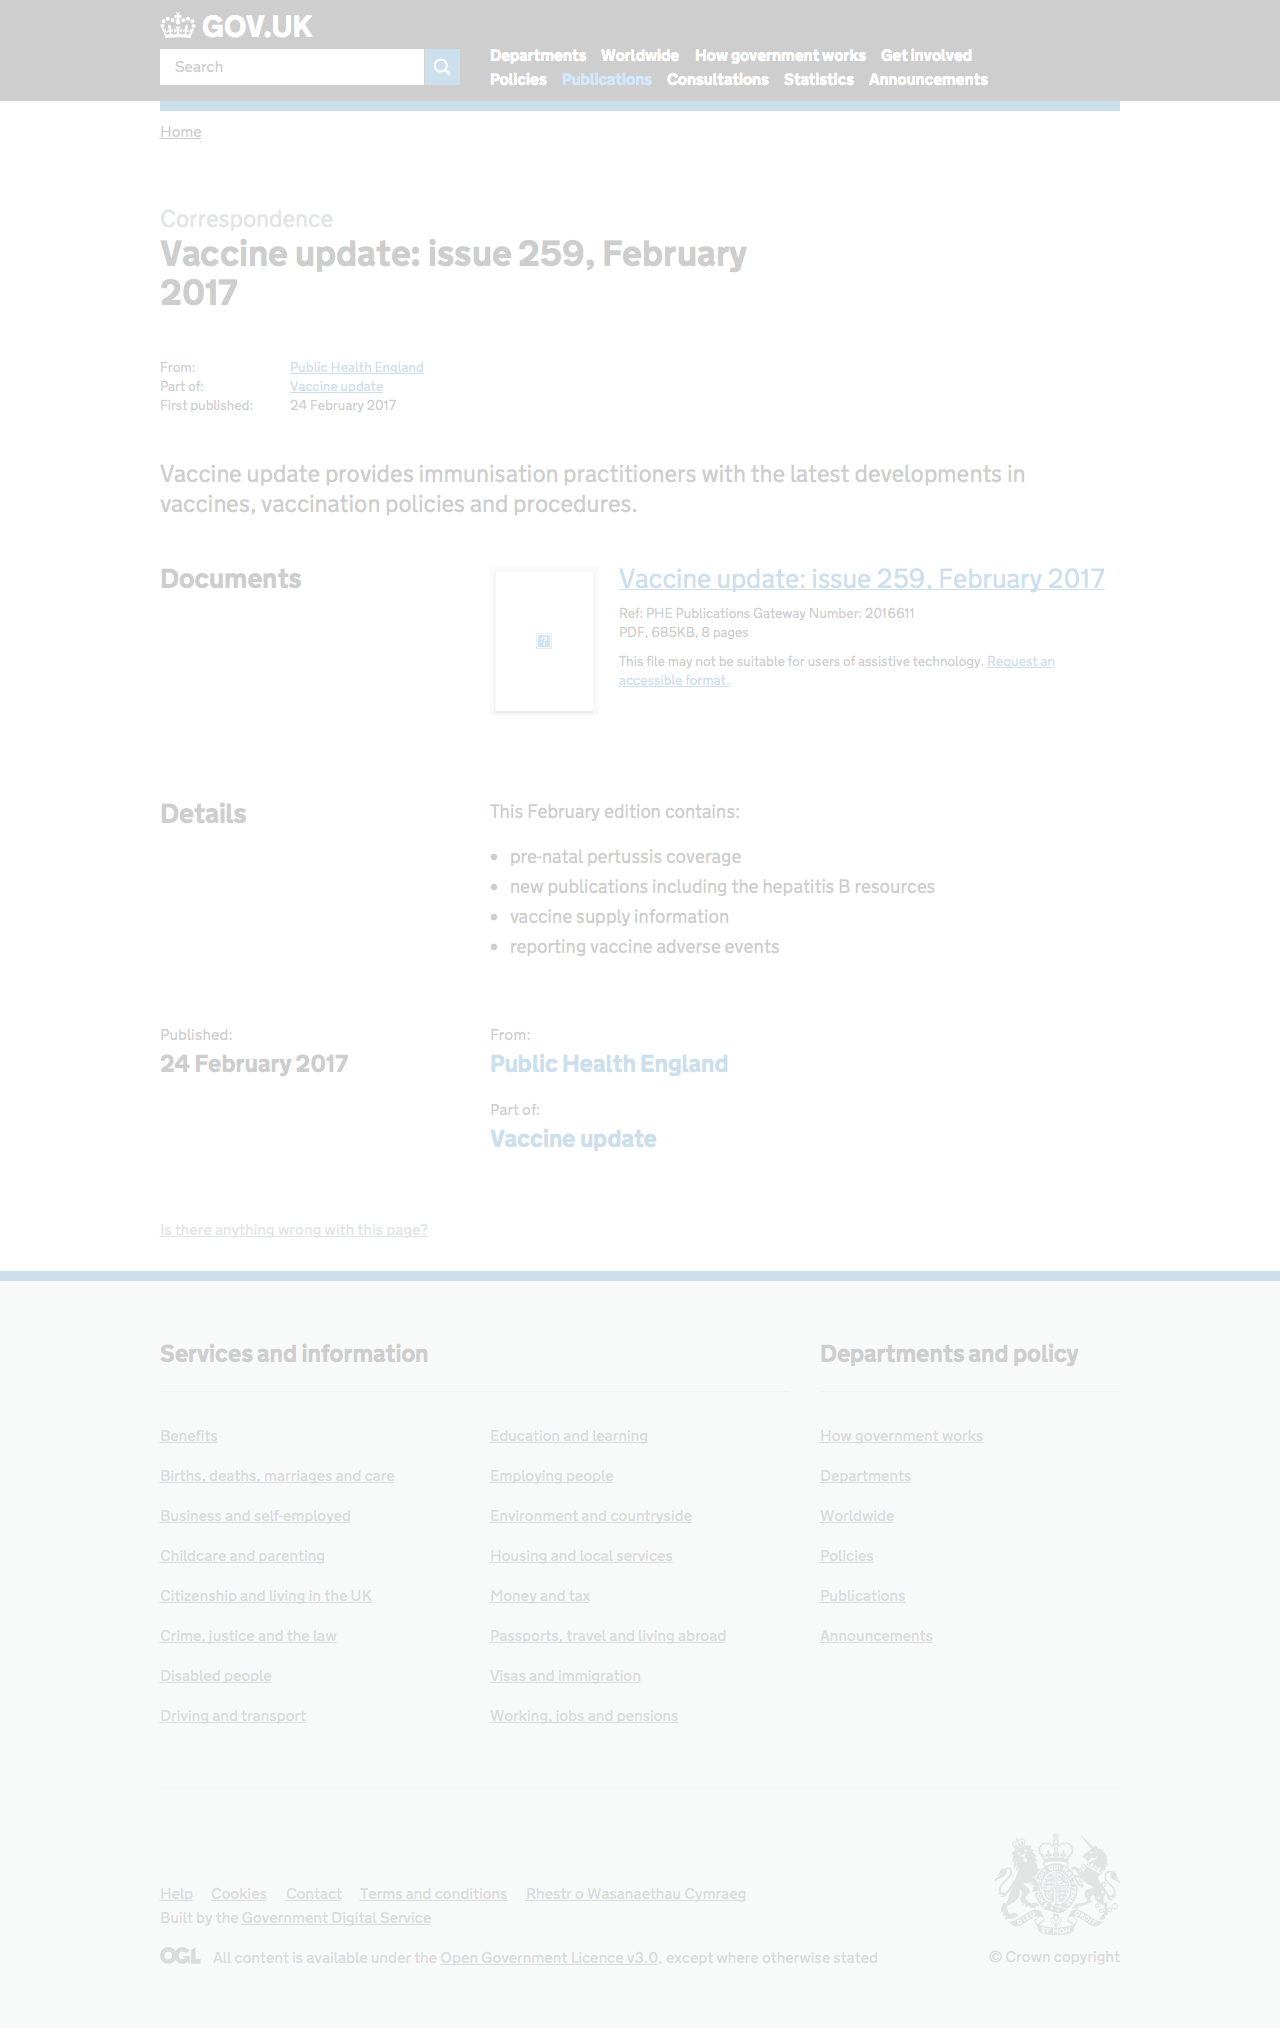 GOV.UK
Search
Departments Worldwide How government works Get involved
Policies Publications Consultations Statistics Announcements
Home
Correspondence
Vaccine update: issue 259, February
2017
From: Public Health England
Part of: Vaccine update
First published: 24 February 2017
Vaccine update provides immunisation practitioners with the latest developments in
vaccines, vaccination policies and procedures.
Documents
Vaccine update: issue 259, February 2017
Ref: PHE Publications Gateway Number: 2016611
PDF, 685KB, 8 pages
This file may not be suitable for users of assistive technology. Request an
accessible format.
Details
This February edition contains:
• pre-natal pertussis coverage
• new publications including the hepatitis B resources
• vaccine supply information
• reporting vaccine adverse events
Published:
24 February 2017
From:
Public Health England
Part of:
Vaccine update
Is there anything wrong with this page?
Services and information
Benefits
Births, deaths, marriages and care
Business and self-employed
Childcare and parenting
Citizenship and living in the UK
Crime, justice and the law
Disabled people
Driving and transport
Education and learning
Employing people
Environment and countryside
Housing and local services
Money and tax
Passports, travel and living abroad
Visas and immigration
Working, jobs and pensions
Departments and policy
How government works
Departments
Worldwide
Policies
Publications
Announcements
Help Cookies Contact Terms and conditions Rhestr o Wasanaethau Cymraeg
Built by the Government Digital Service
OGL All content is available under the Open Government Licence v3.0, except where otherwise stated
© Crown copyright